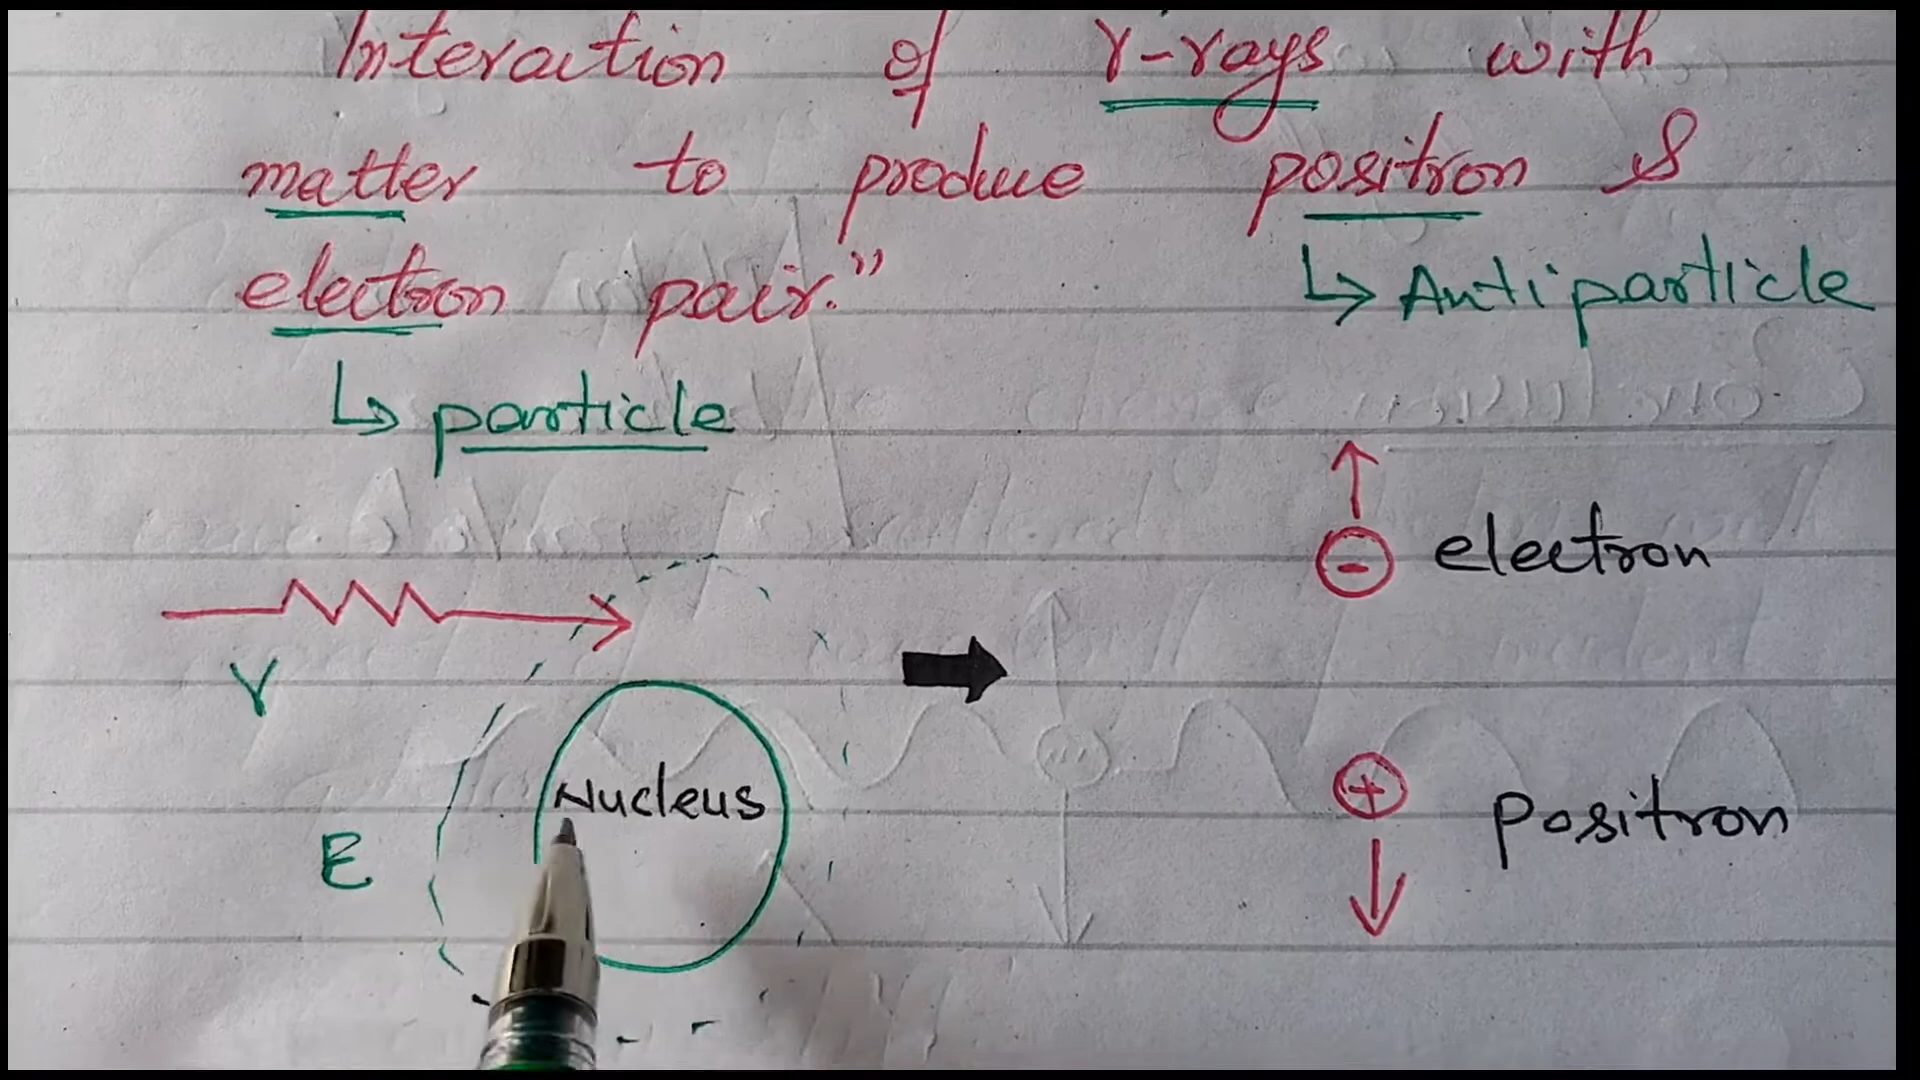 Interaction of γ-rays with
matter to produce positron &
electron pair.”
↳ Antiparticle
↳ particle
electron
γ
Nucleus
E
positron